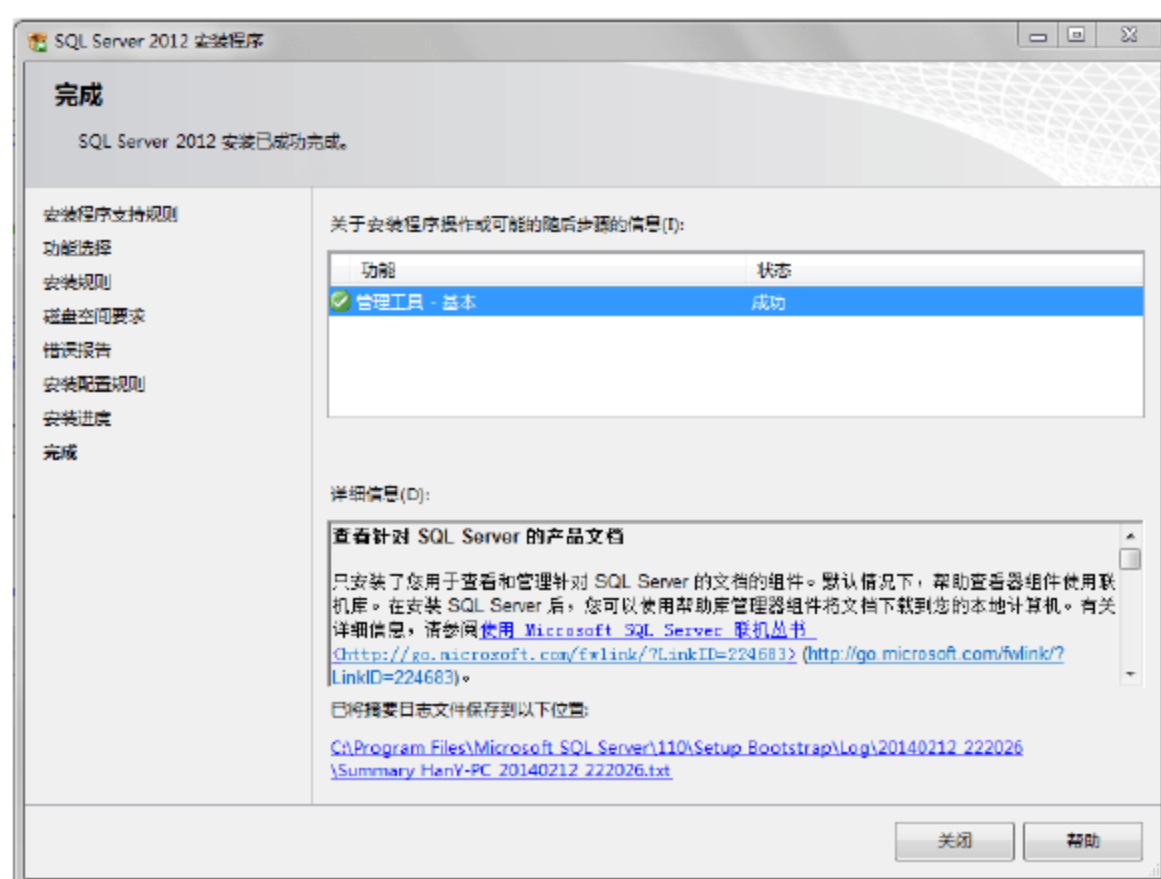 SQL Server 2012 安装程序
完成
SQL Server 2012 安装已成功完成。
安装程序支持规则
功能选择
安装规则
磁盘空间要求
错误报告
安装配置规则
安装进度
完成
关于安装程序操作或可能的随后步骤的信息(I):
功能 状态
管理工具 - 基本 成功
详细信息(D):
查看针对 SQL Server 的产品文档
只安装了您用于查看和管理针对 SQL Server 的文档的组件。默认情况下，帮助查看器组件使用联
机库。在安装 SQL Server 后，您可以使用帮助库管理器组件将文档下载到您的本地计算机。有关
详细信息，请参阅使用 Microsoft SQL Server 联机丛书
<http://go.microsoft.com/fwlink/?LinkID=224683> (http://go.microsoft.com/fwlink/?
LinkID=224683)。
已将摘要日志文件保存到以下位置:
C:\Program Files\Microsoft SQL Server\110\Setup Bootstrap\Log\20140212_222026
\Summary_HanY-PC_20140212_222026.txt
关闭 帮助